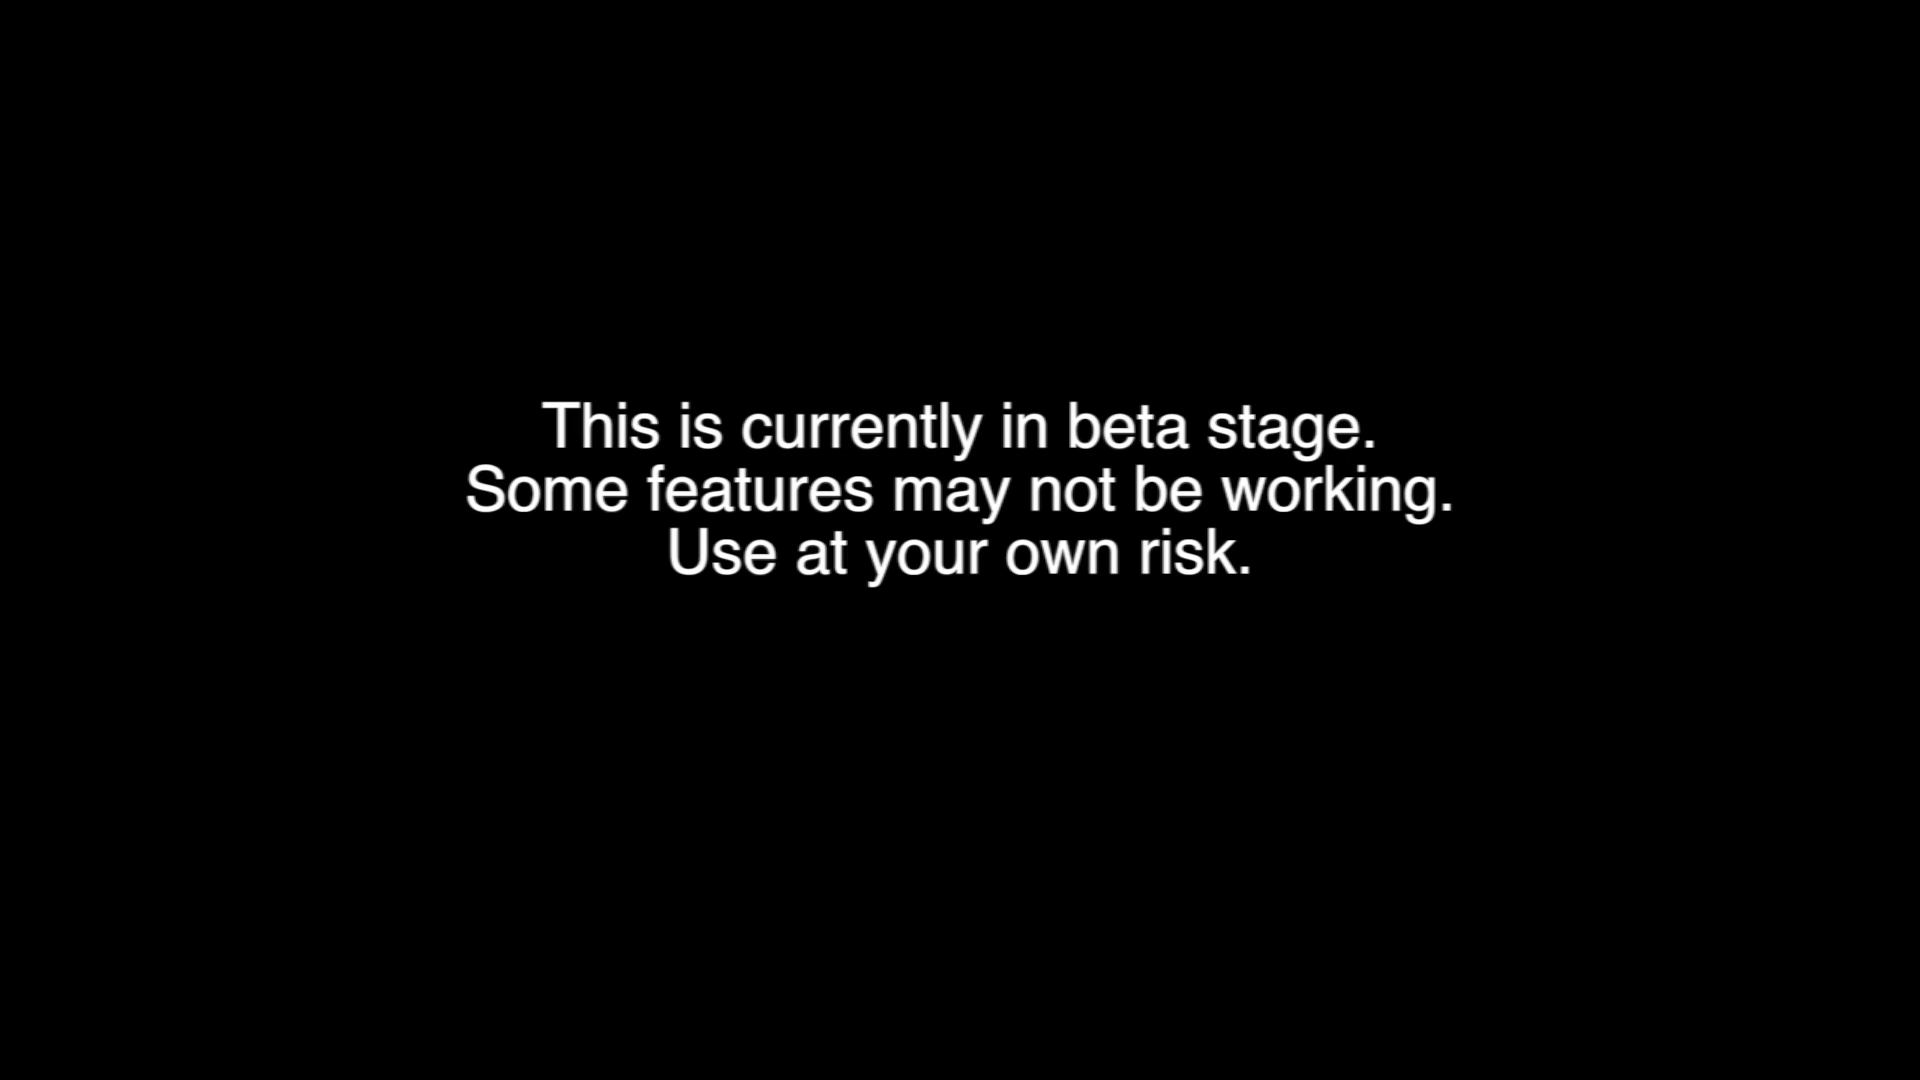 This is currently in beta stage.
Some features may not be working.
Use at your own risk.